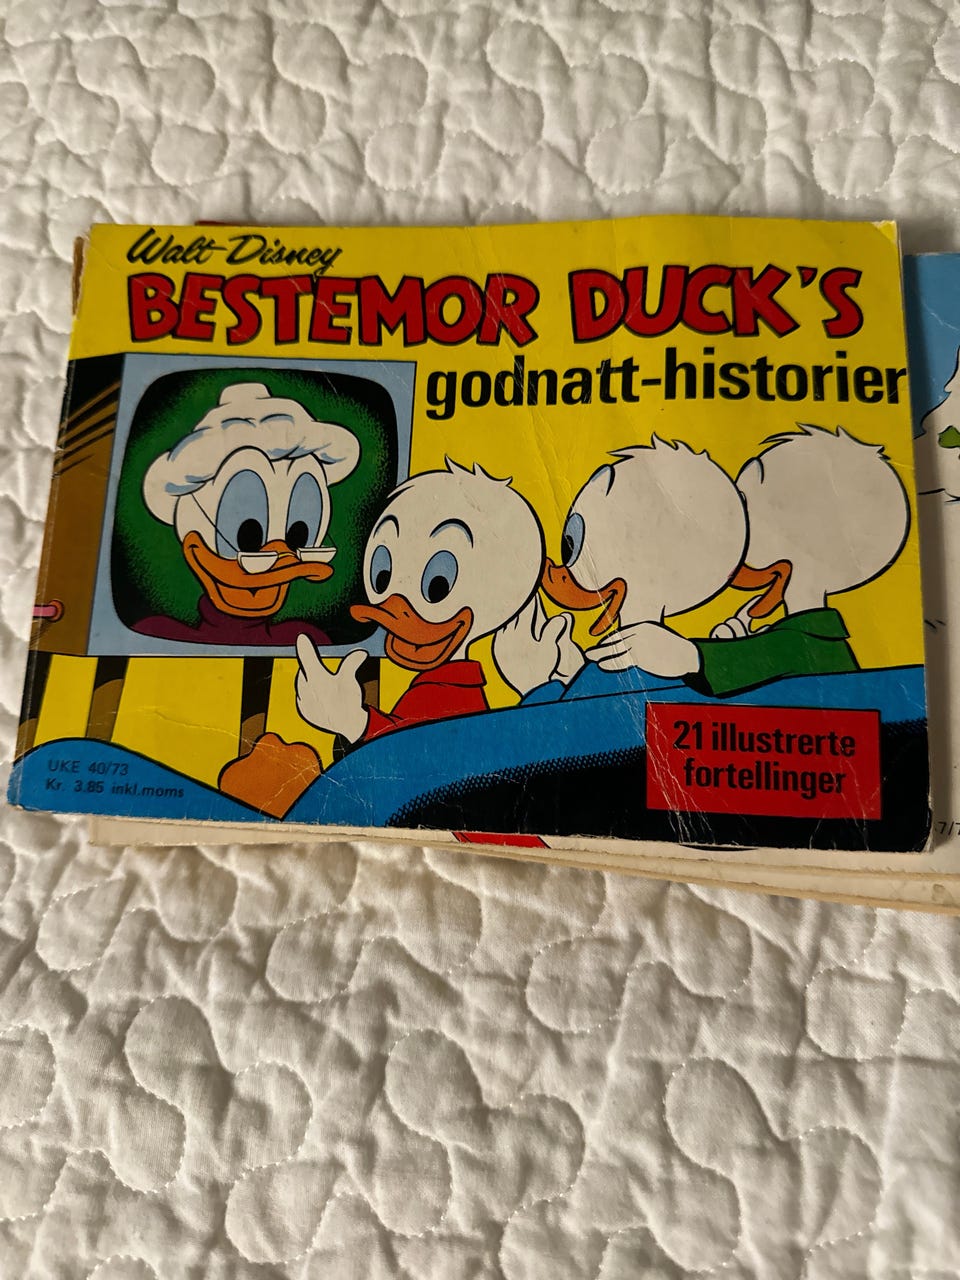 Walt Disney
BESTEMOR DUCK'S
godnatt-historier
21 illustrerte
fortellinger
UKE 40/73
Kr. 3.85 inkl.moms